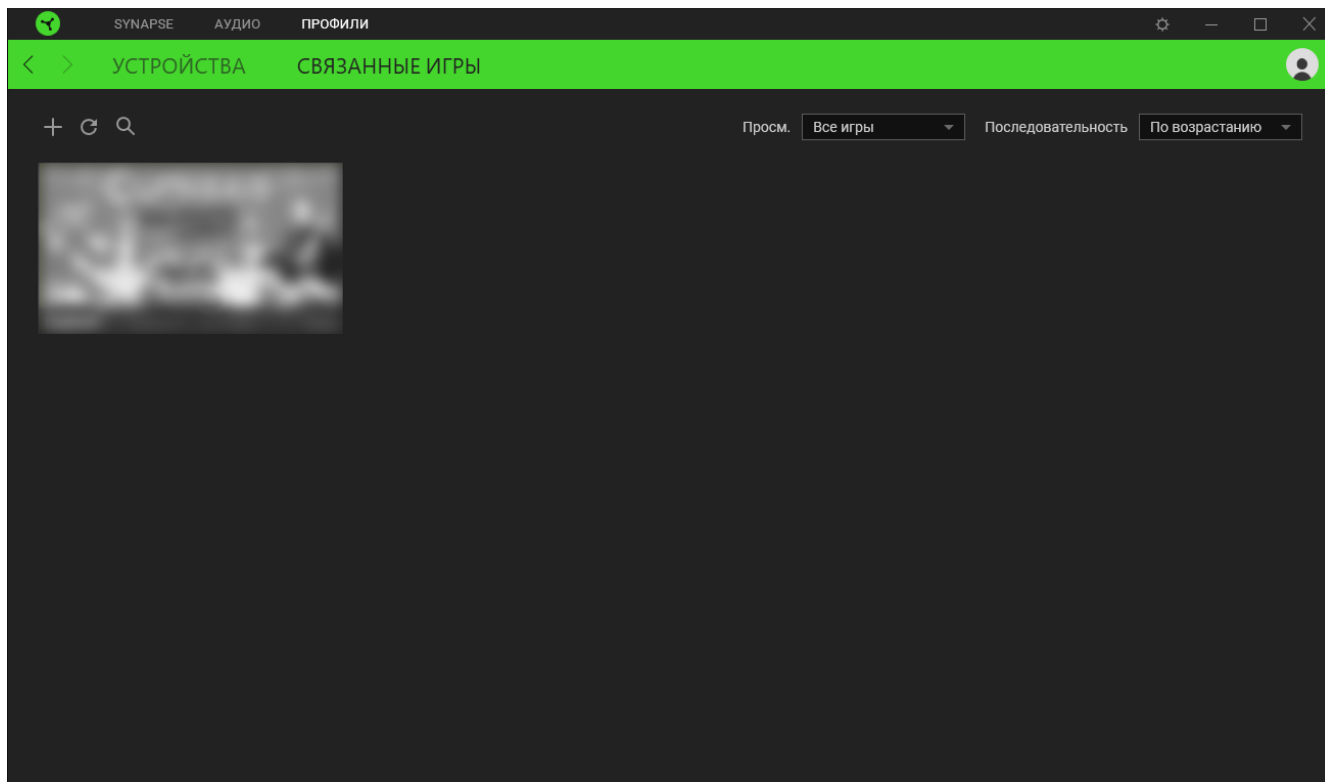 SYNAPSE АУДИО ПРОФИЛИ
УСТРОЙСТВА СВЯЗАННЫЕ ИГРЫ
Просм. Все игры Последовательность По возрастанию